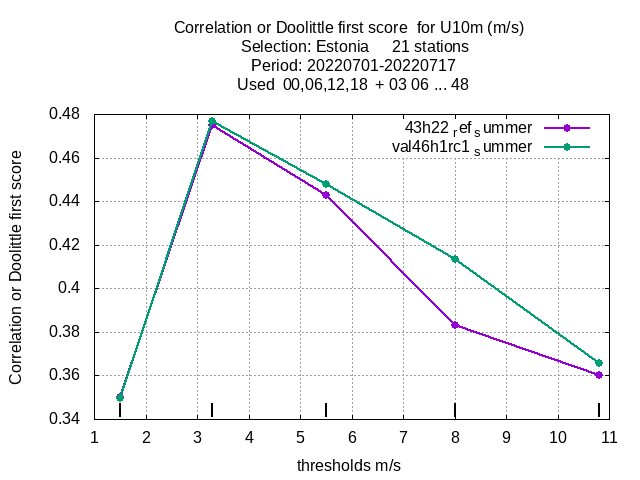 Correlation or Doolittle first score  for U10m (m/s)
Selection: Estonia     21 stations
Period: 20220701-20220717
Used  00,06,12,18  + 03 06 ... 48
43h22 ref summer
val46h1rc1 summer
Correlation or Doolittle first score
0.48
0.46
0.44
0.42
0.4
0.38
0.36
0.34
1 2 3 4 5 6 7 8 9 10 11
thresholds m/s